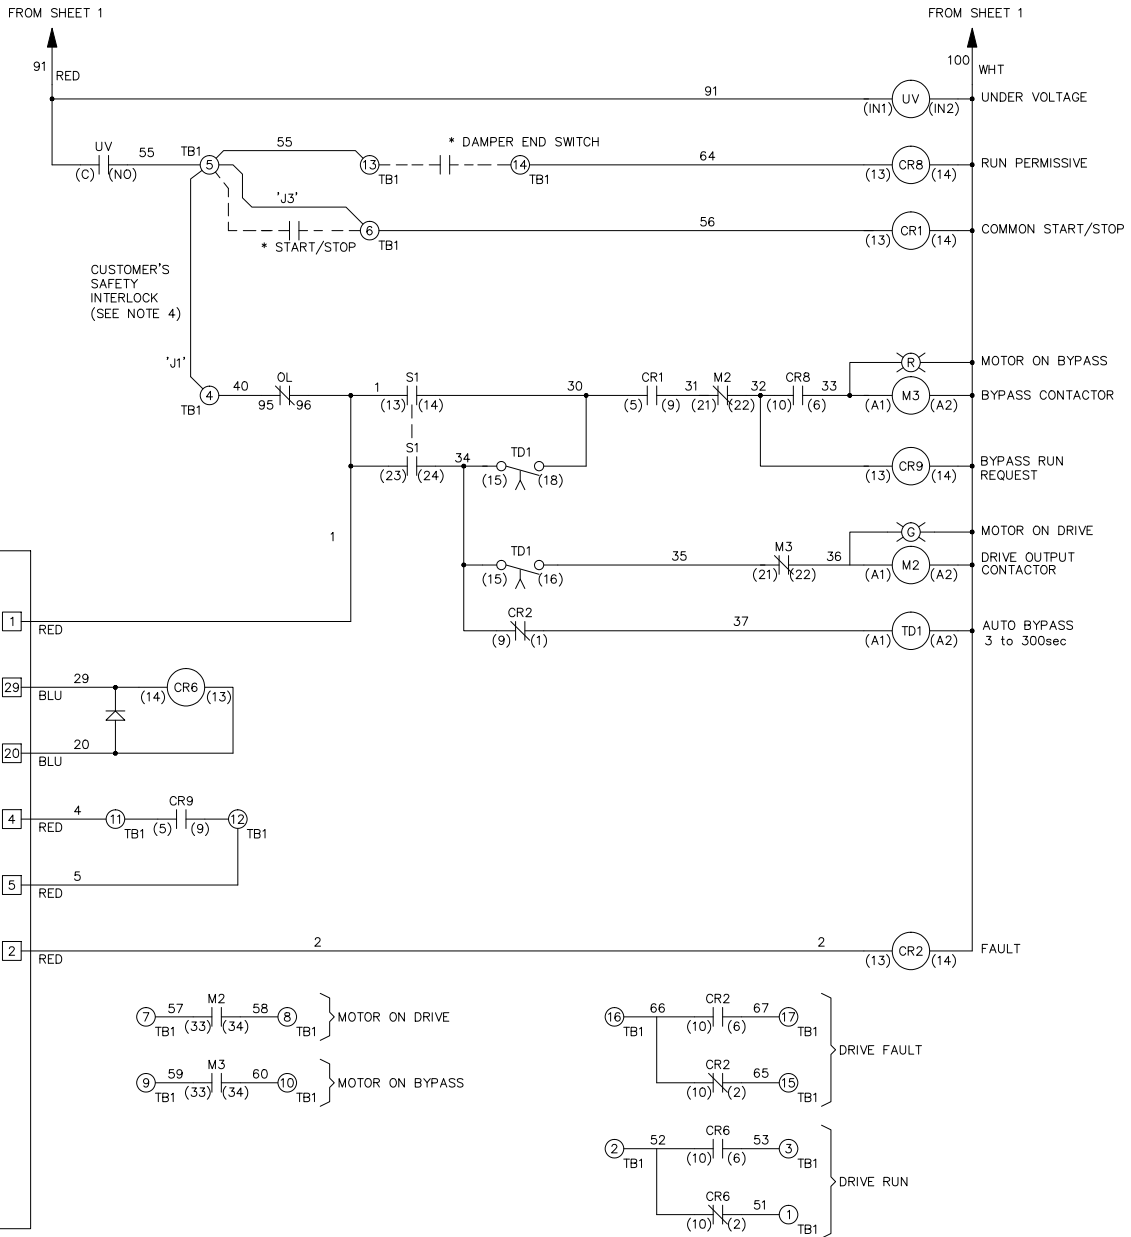 FROM SHEET 1
FROM SHEET 1
91
RED
100
WHT
91
(IN1)
UV
(IN2)
UNDER VOLTAGE
UV
(C)
(NO)
55
TB1
5
55
13
TB1
* DAMPER END SWITCH
14
TB1
64
(13)
CR8
(14)
RUN PERMISSIVE
'J3'
* START/STOP
6
TB1
56
(13)
CR1
(14)
COMMON START/STOP
CUSTOMER'S
SAFETY
INTERLOCK
(SEE NOTE 4)
'J1'
4
TB1
40
OL
95
96
1
S1
(13)
(14)
30
CR1
(5)
(9)
31
M2
(21)
(22)
32
CR8
(10)
(6)
33
R
MOTOR ON BYPASS
(A1)
M3
(A2)
BYPASS CONTACTOR
S1
(23)
(24)
34
TD1
(15)
(18)
(13)
CR9
(14)
BYPASS RUN
REQUEST
1
TD1
(15)
(16)
35
M3
(21)
(22)
36
G
MOTOR ON DRIVE
(A1)
M2
(A2)
DRIVE OUTPUT
CONTACTOR
CR2
(9)
(1)
37
(A1)
TD1
(A2)
AUTO BYPASS
3 to 300sec
1
RED
29
BLU
29
(14)
CR6
(13)
20
BLU
20
4
RED
4
11
TB1
CR9
(5)
(9)
12
TB1
5
RED
5
2
RED
2
2
(13)
CR2
(14)
FAULT
7
TB1
57
M2
(33)
(34)
58
8
TB1
MOTOR ON DRIVE
9
TB1
59
M3
(33)
(34)
60
10
TB1
MOTOR ON BYPASS
16
TB1
66
CR2
(10)
(6)
67
17
TB1
CR2
(10)
(2)
65
15
TB1
DRIVE FAULT
2
TB1
52
CR6
(10)
(6)
53
3
TB1
CR6
(10)
(2)
51
1
TB1
DRIVE RUN